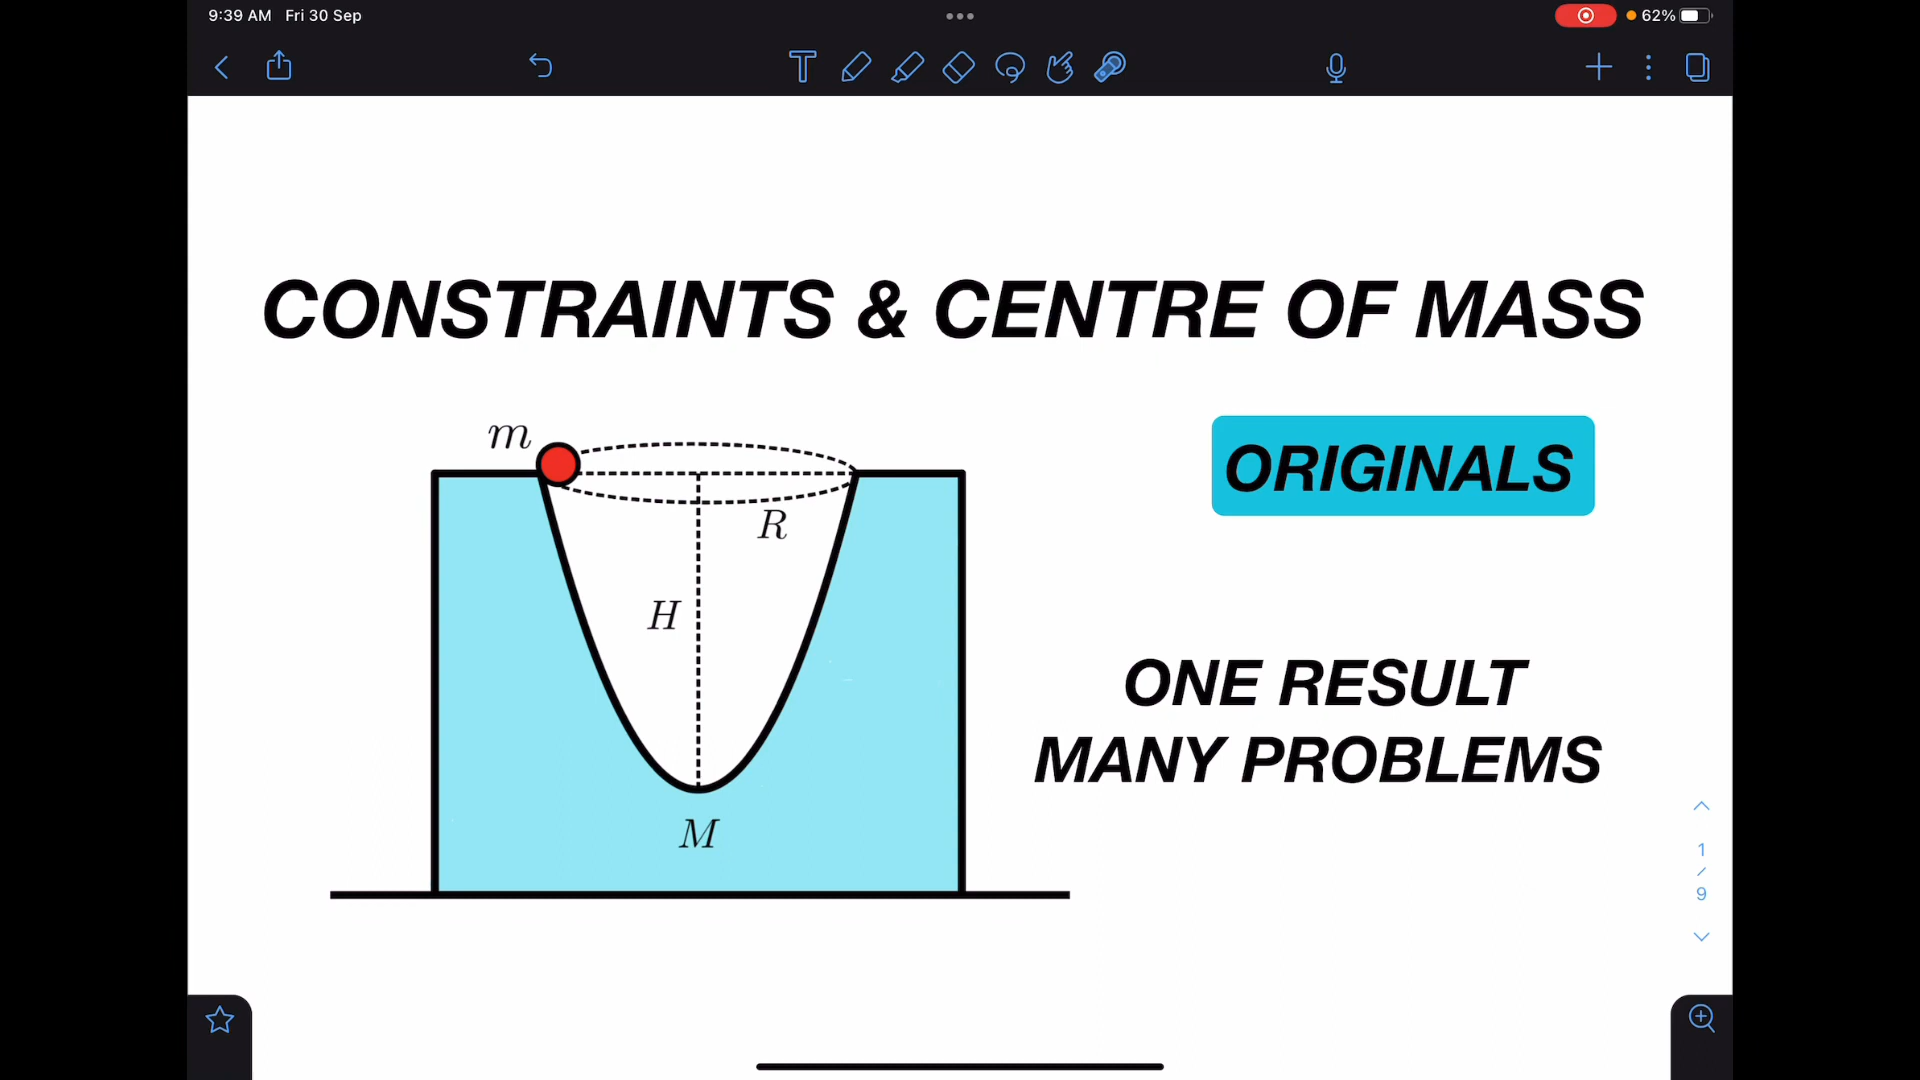 9:39 AM Fri 30 Sep
62%
CONSTRAINTS & CENTRE OF MASS
m
ORIGINALS
R
H
ONE RESULT
MANY PROBLEMS
M
1
/
9